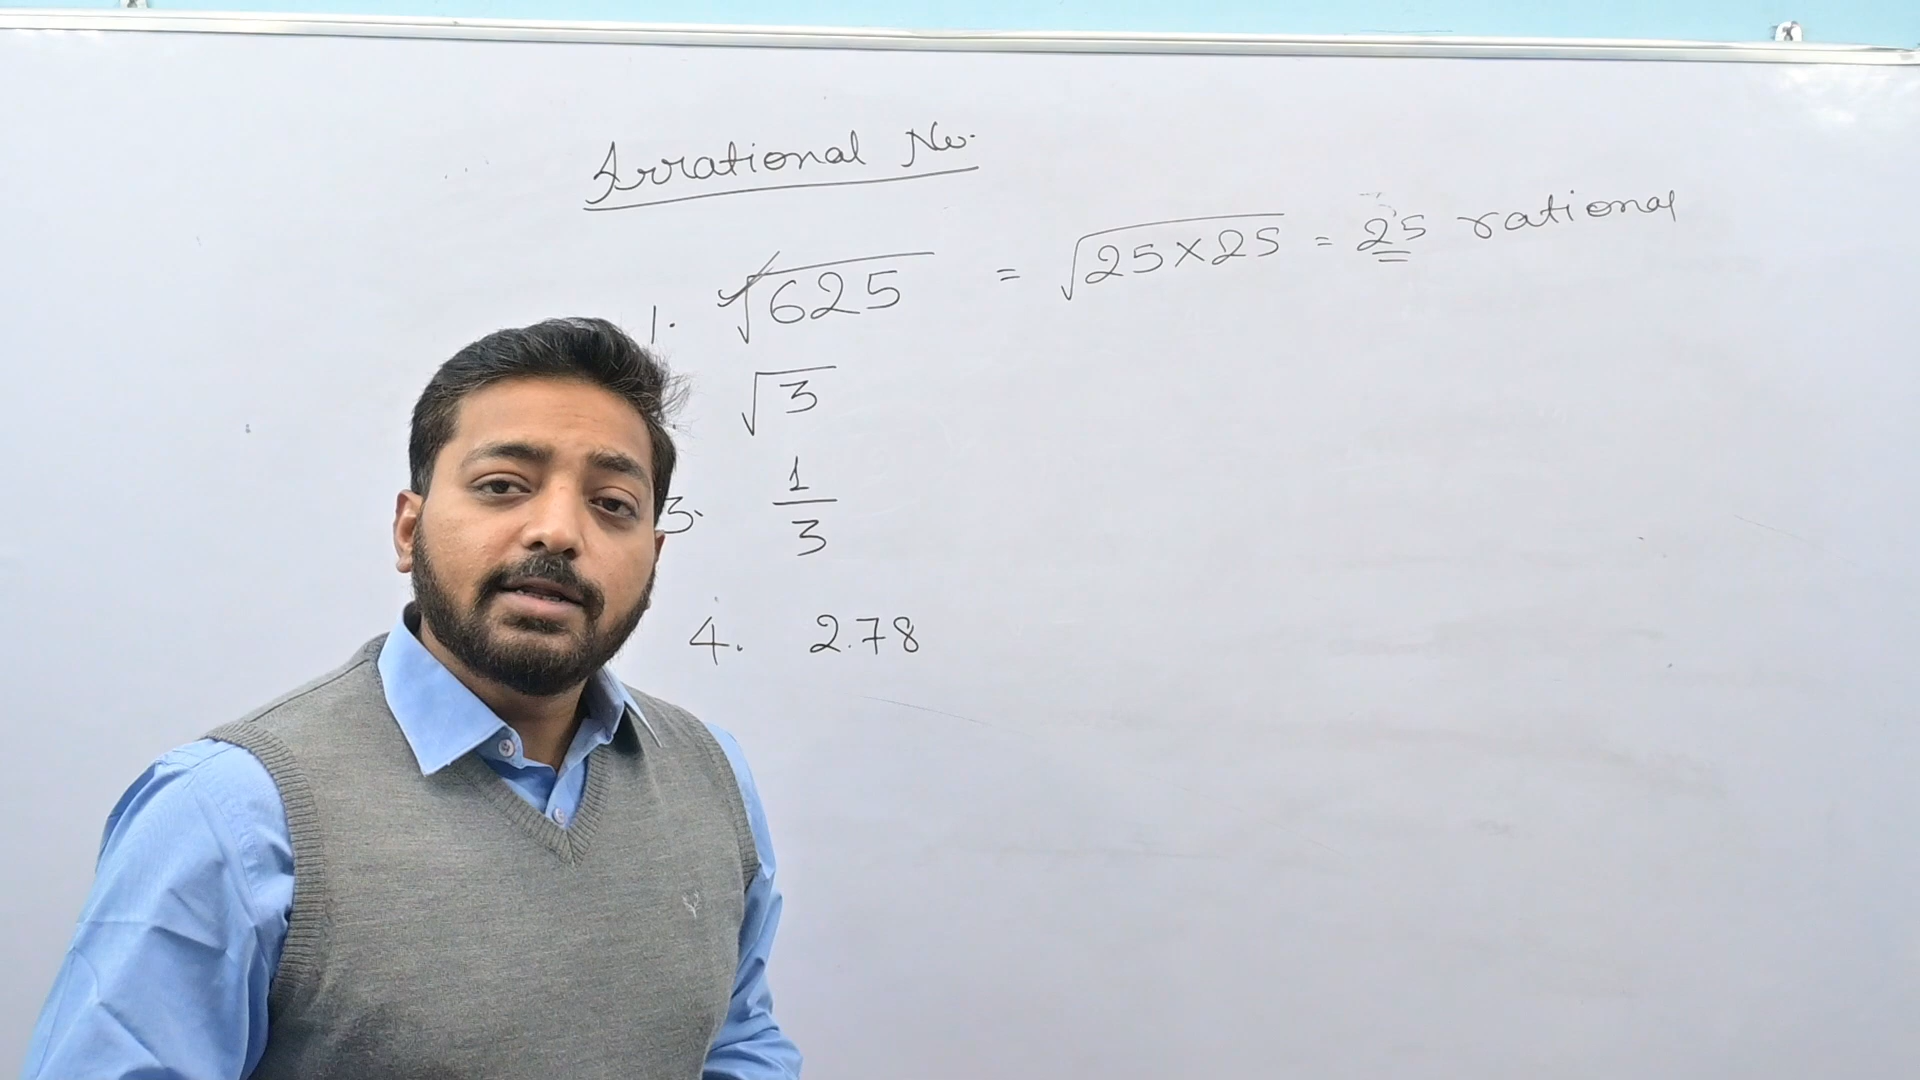 Irrational No.
1. √625 = √25×25 = 25 rational
√3
3. 1/3
4. 2.78